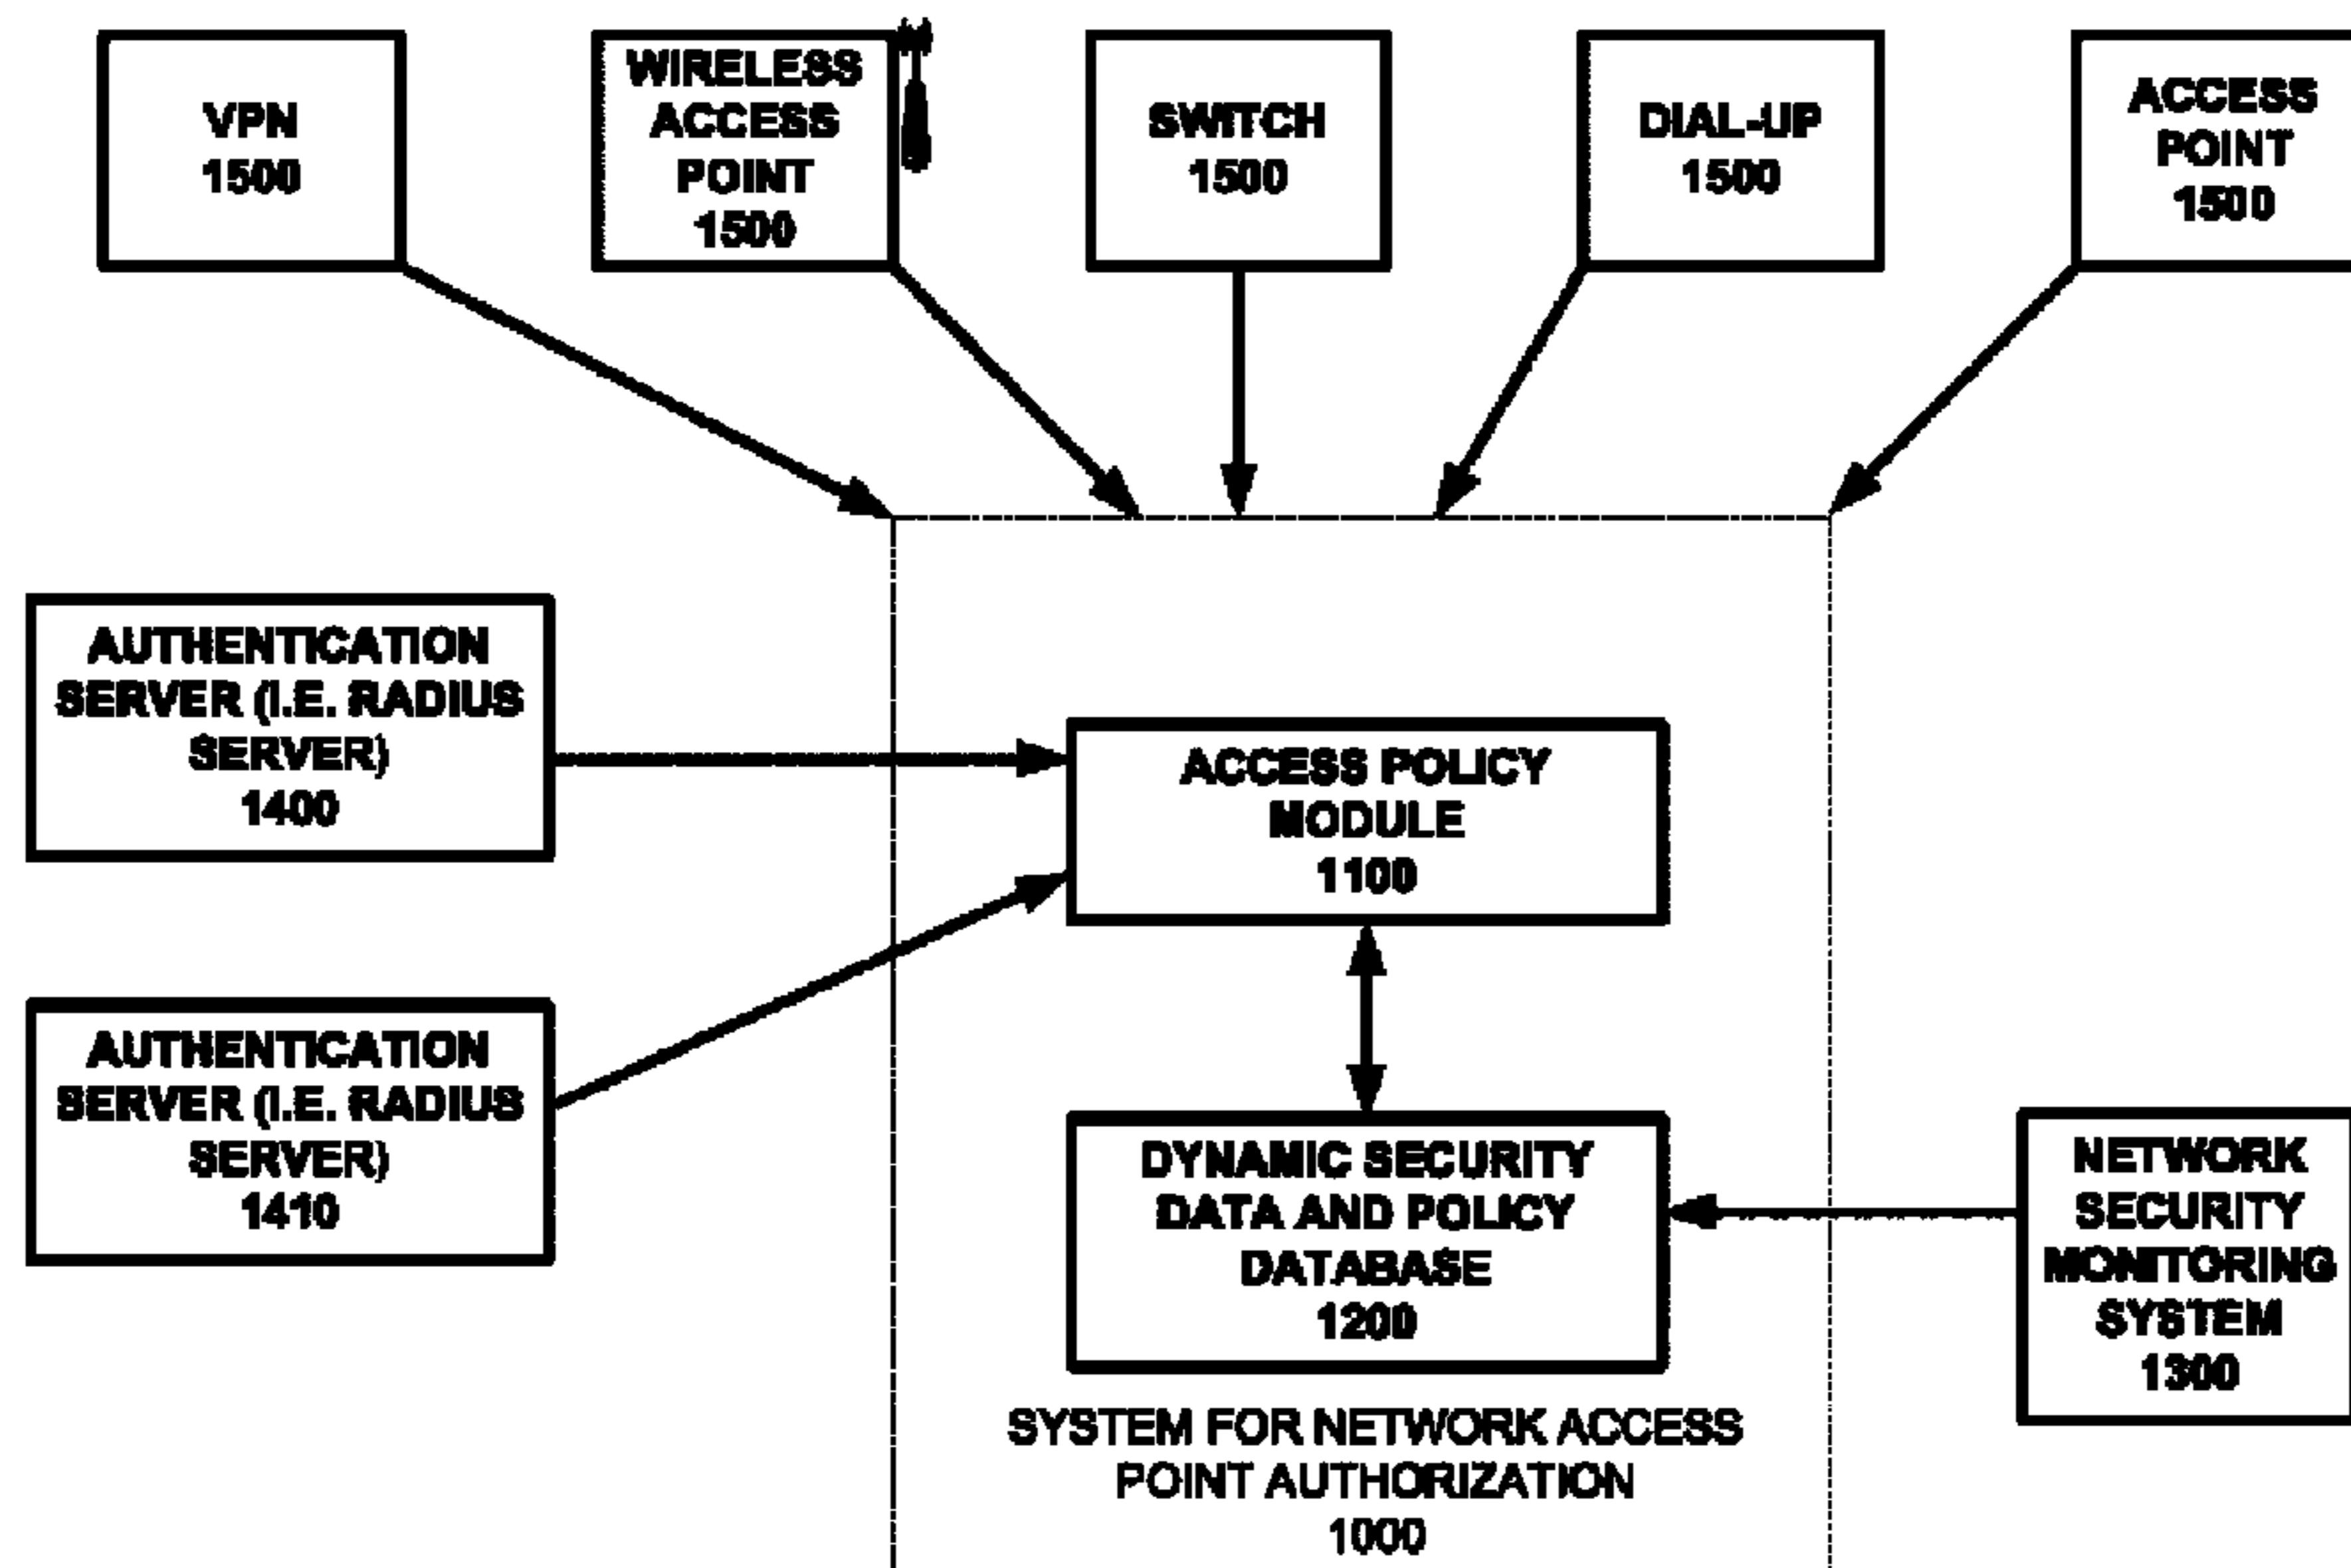 VPN
1500
WIRELESS
ACCESS
POINT
1500
SWITCH
1500
DIAL-UP
1500
ACCESS
POINT
1500
AUTHENTICATION
SERVER (I.E. RADIUS
SERVER)
1400
ACCESS POLICY
MODULE
1100
AUTHENTICATION
SERVER (I.E. RADIUS
SERVER)
1410
DYNAMIC SECURITY
DATA AND POLICY
DATABASE
1200
NETWORK
SECURITY
MONITORING
SYSTEM
1300
SYSTEM FOR NETWORK ACCESS
POINT AUTHORIZATION
1000